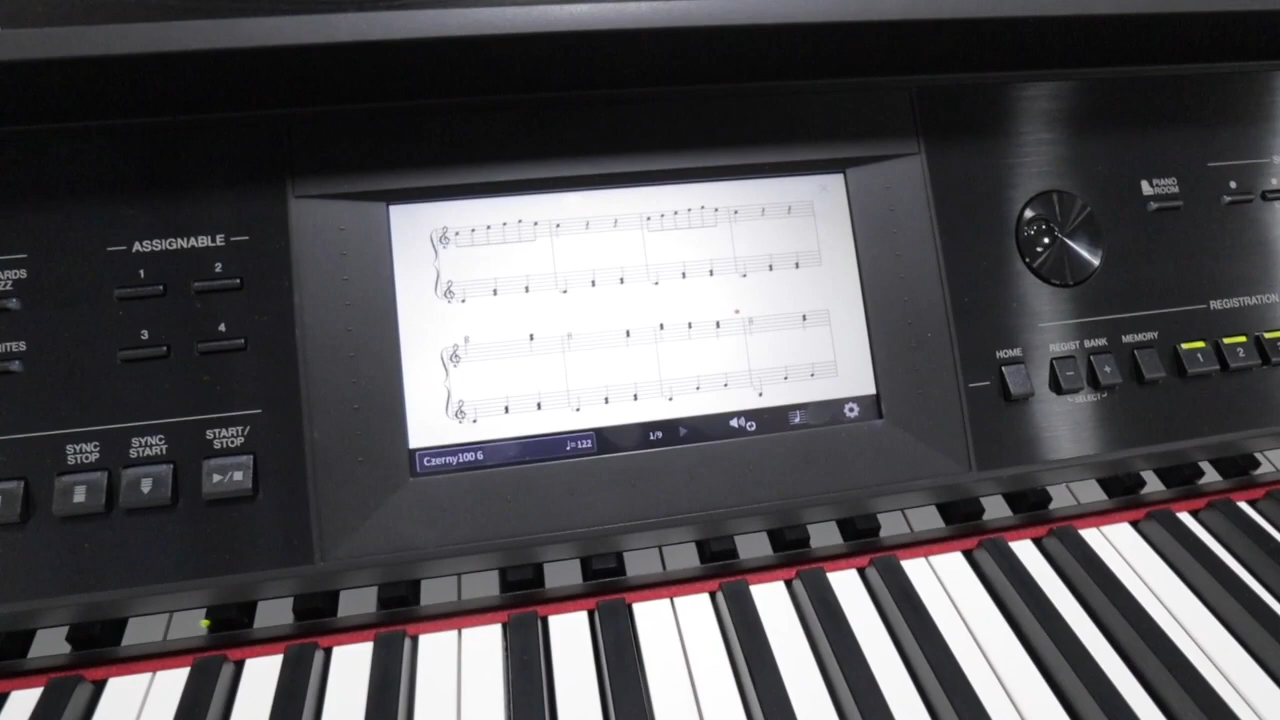 ASSIGNABLE
1
2
3
4
SYNC
STOP
SYNC
START
START/
STOP
Czerny100 6
♩=122
1/9
PIANO
ROOM
REGISTRATION
HOME
REGIST BANK
−
+
SELECT
MEMORY
1
2